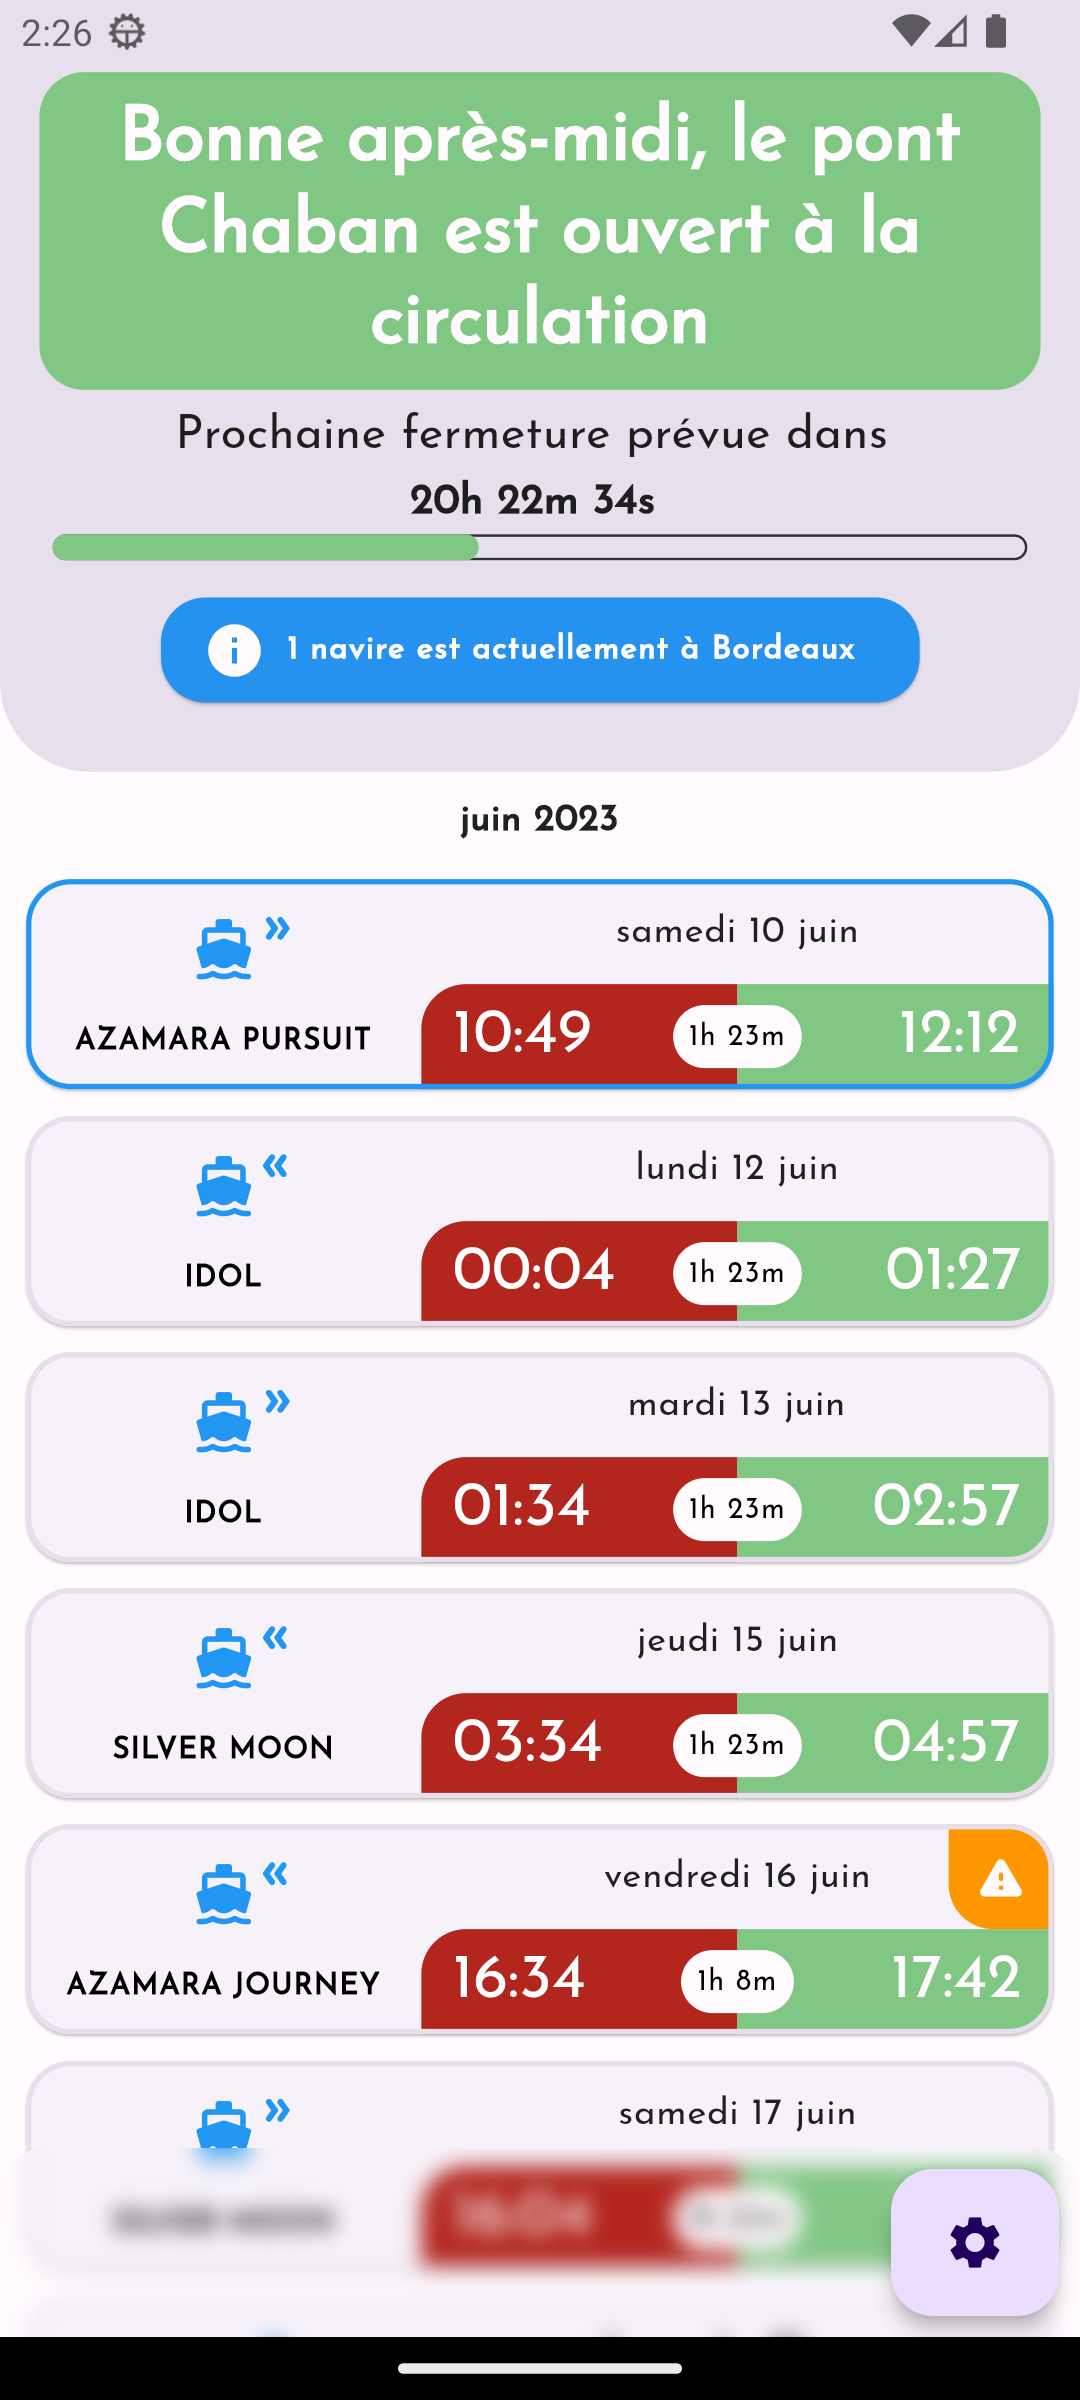 2:26
Bonne après-midi, le pont
Chaban est ouvert à la
circulation
Prochaine fermeture prévue dans
20h 22m 34s
1 navire est actuellement à Bordeaux
juin 2023
»
samedi 10 juin
AZAMARA PURSUIT
10:49
1h 23m
12:12
«
lundi 12 juin
IDOL
00:04
1h 23m
01:27
»
mardi 13 juin
IDOL
01:34
1h 23m
02:57
«
jeudi 15 juin
SILVER MOON
03:34
1h 23m
04:57
«
vendredi 16 juin
AZAMARA JOURNEY
16:34
1h 8m
17:42
»
samedi 17 juin
SILVER MOON